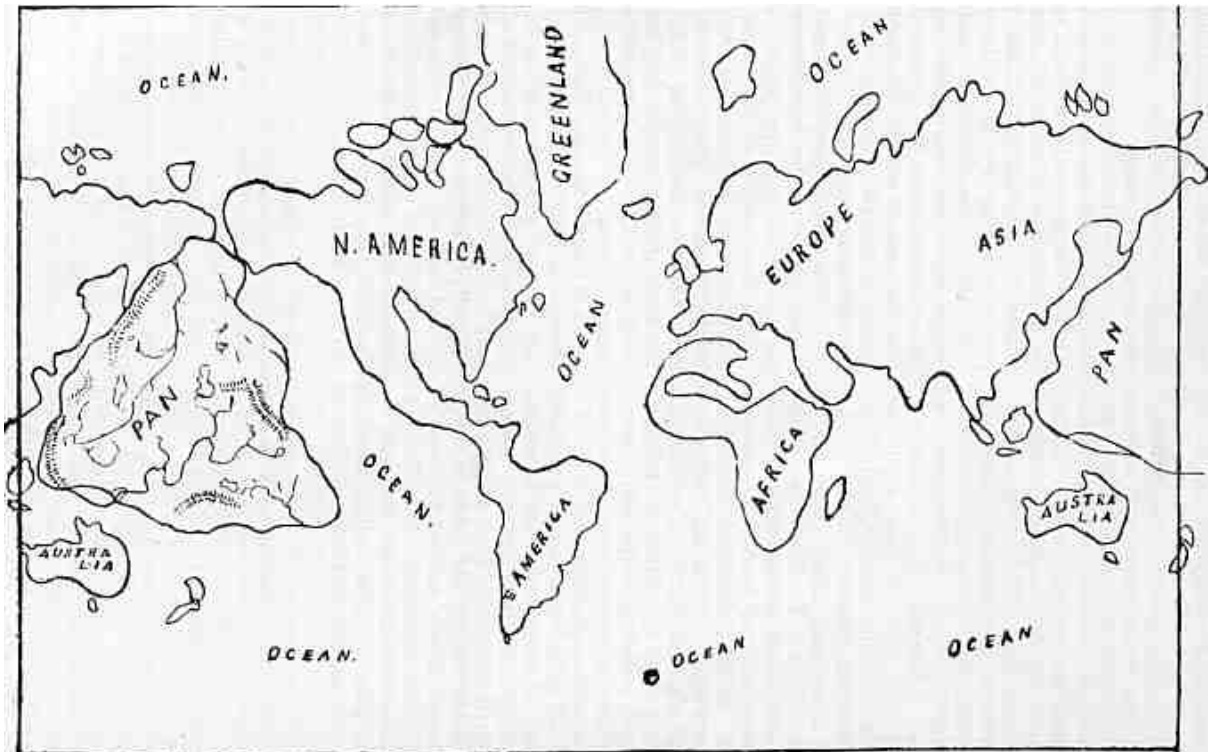 OCEAN.
OCEAN
GREENLAND
N. AMERICA.
EUROPE
ASIA
OCEAN
PAN
PAN
AFRICA
OCEAN.
S AMERICA
AUSTRA
LIA
AUSTRA
LIA
OCEAN.
OCEAN
OCEAN.